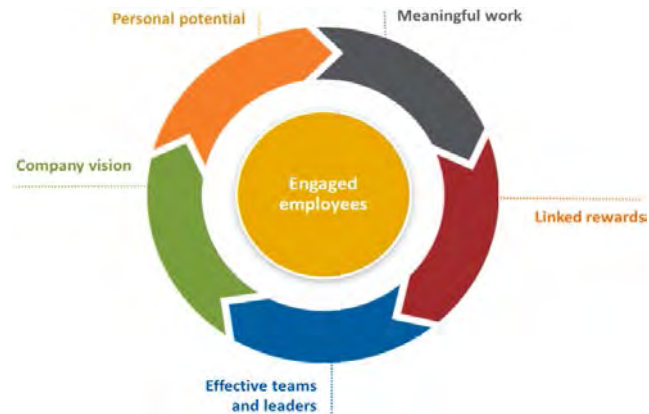 Personal potential
Meaningful work
Company vision
Engaged
employees
Linked rewards
Effective teams
and leaders